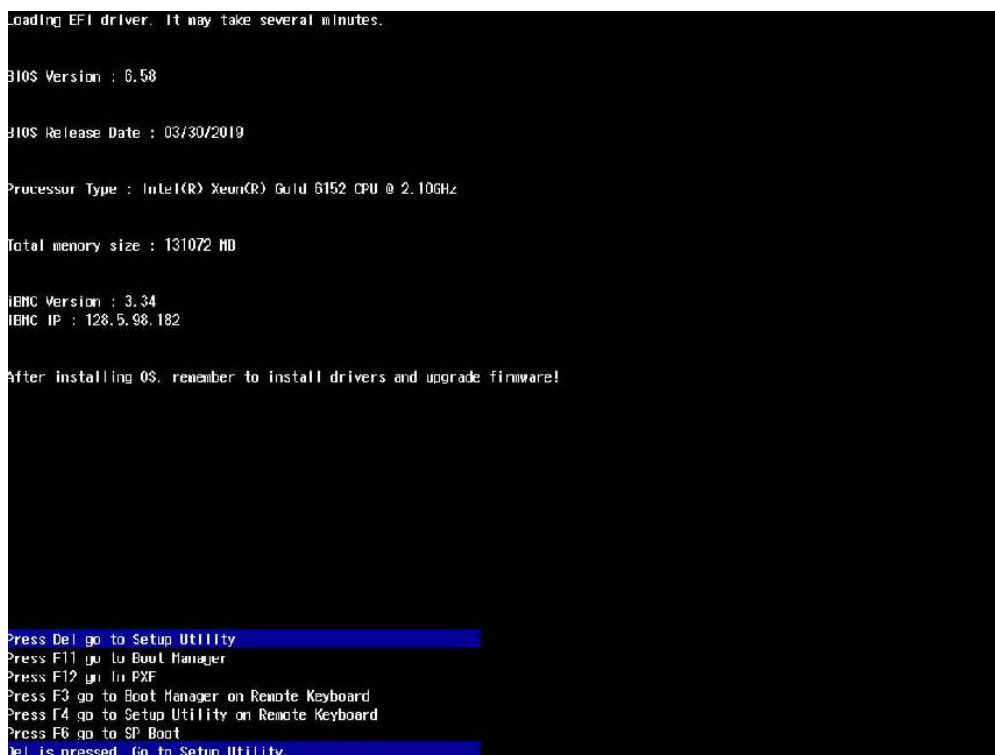 Loading EFI driver. It may take several minutes.
BIOS Version : 6.58
BIOS Release Date : 03/30/2019
Processor Type : Intel(R) Xeon(R) Gold 6152 CPU @ 2.10GHz
Total memory size : 131072 MB
iBMC Version : 3.34
iBMC IP : 128.5.98.182
After installing OS, remember to install drivers and upgrade firmware!
Press Del go to Setup Utility
Press F11 go to Boot Manager
Press F12 go to PXE
Press F3 go to Boot Manager on Remote Keyboard
Press F4 go to Setup Utility on Remote Keyboard
Press F6 go to SP Boot
Del is pressed. Go to Setup Utility.